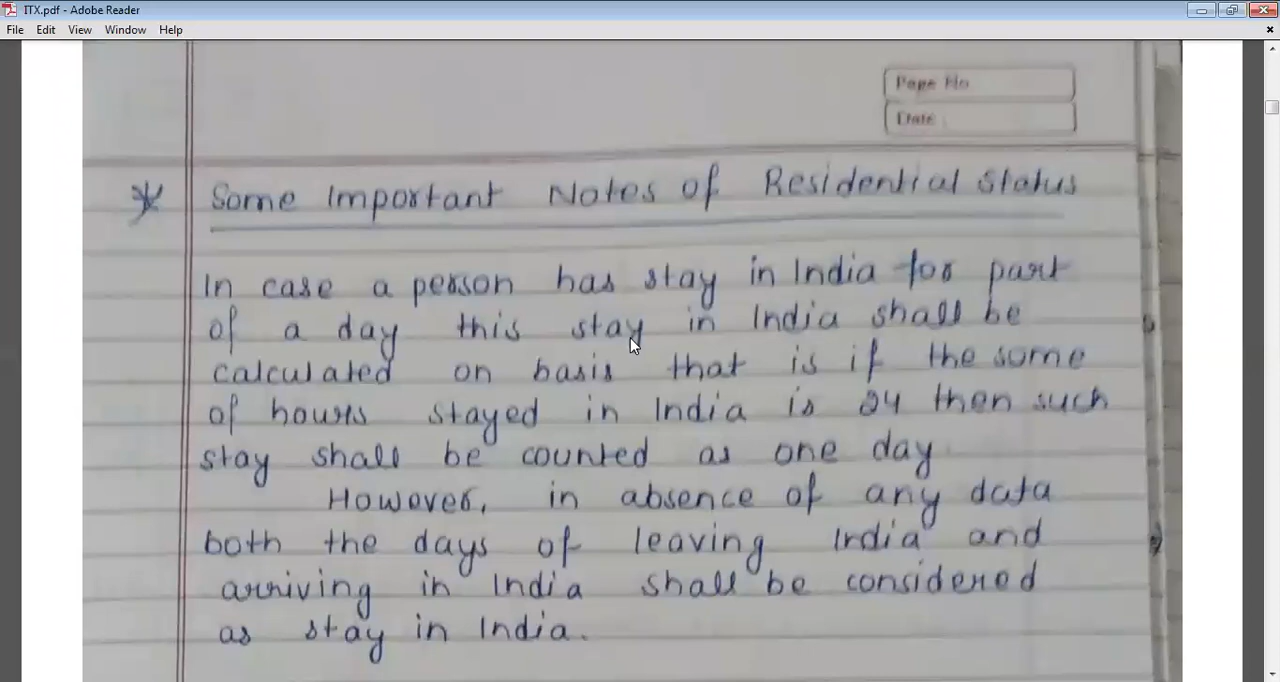 ITX.pdf - Adobe Reader
File Edit View Window Help
Page No
Date
Some Important Notes of Residential Status
In case a person has stay in India for part
of a day this stay in India shall be
calculated on basis that is if the some
of hours stayed in India is 24 then such
stay shall be counted as one day
However, in absence of any data
both the days of leaving India and
arriving in India shall be considered
as stay in India.